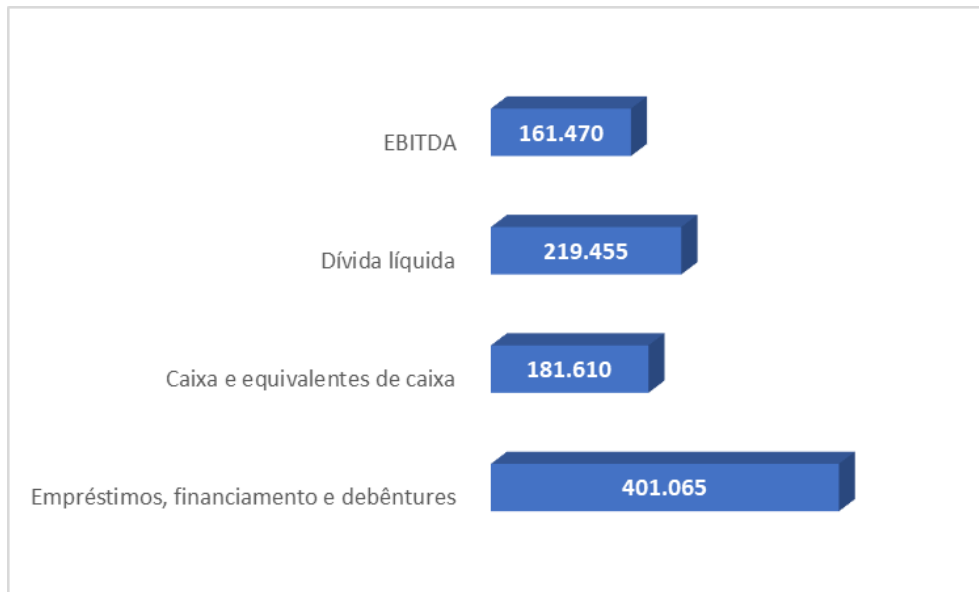 EBITDA
161.470
Dívida líquida
219.455
Caixa e equivalentes de caixa
181.610
Empréstimos, financiamento e debêntures
401.065